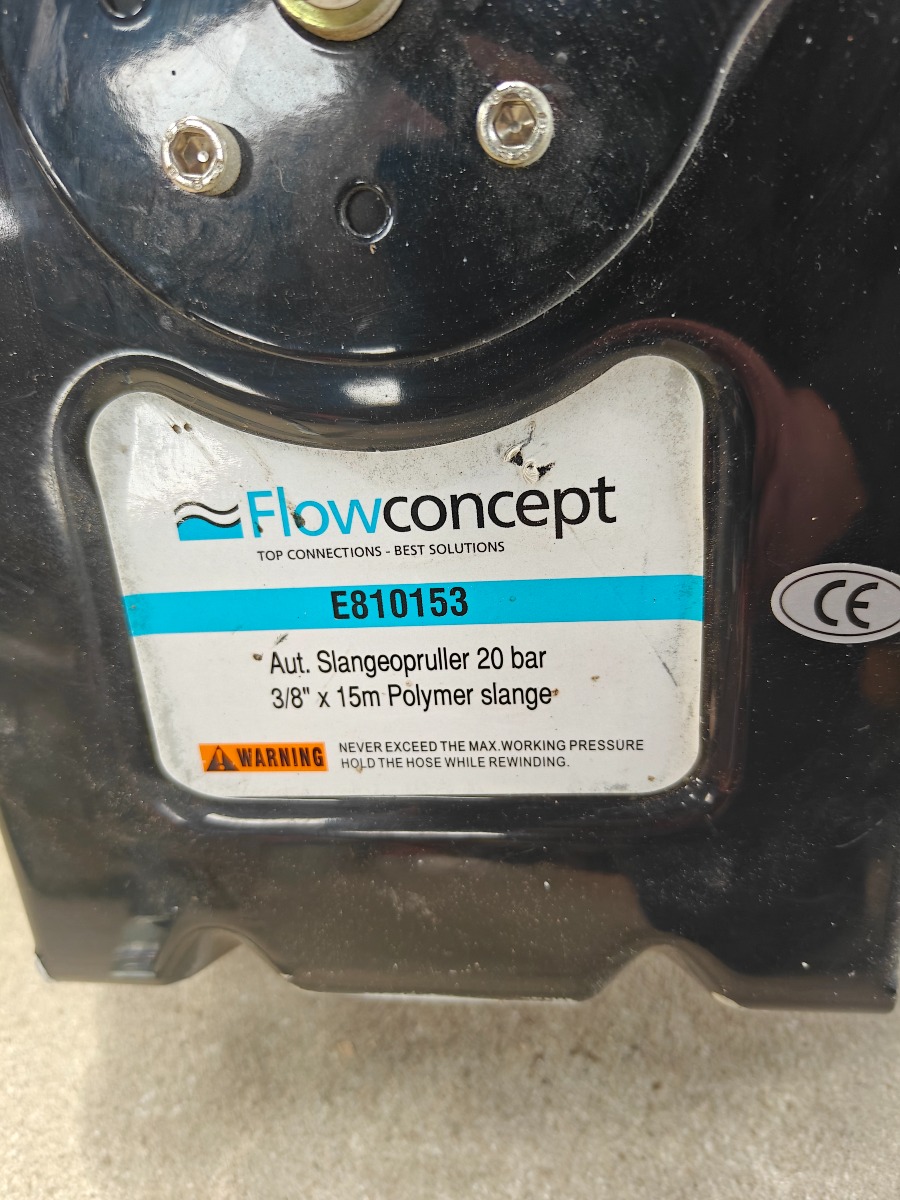 Flowconcept
TOP CONNECTIONS - BEST SOLUTIONS
E810153
Aut. Slangeopruller 20 bar
3/8" x 15m Polymer slange
WARNING
NEVER EXCEED THE MAX.WORKING PRESSURE
HOLD THE HOSE WHILE REWINDING.
CE